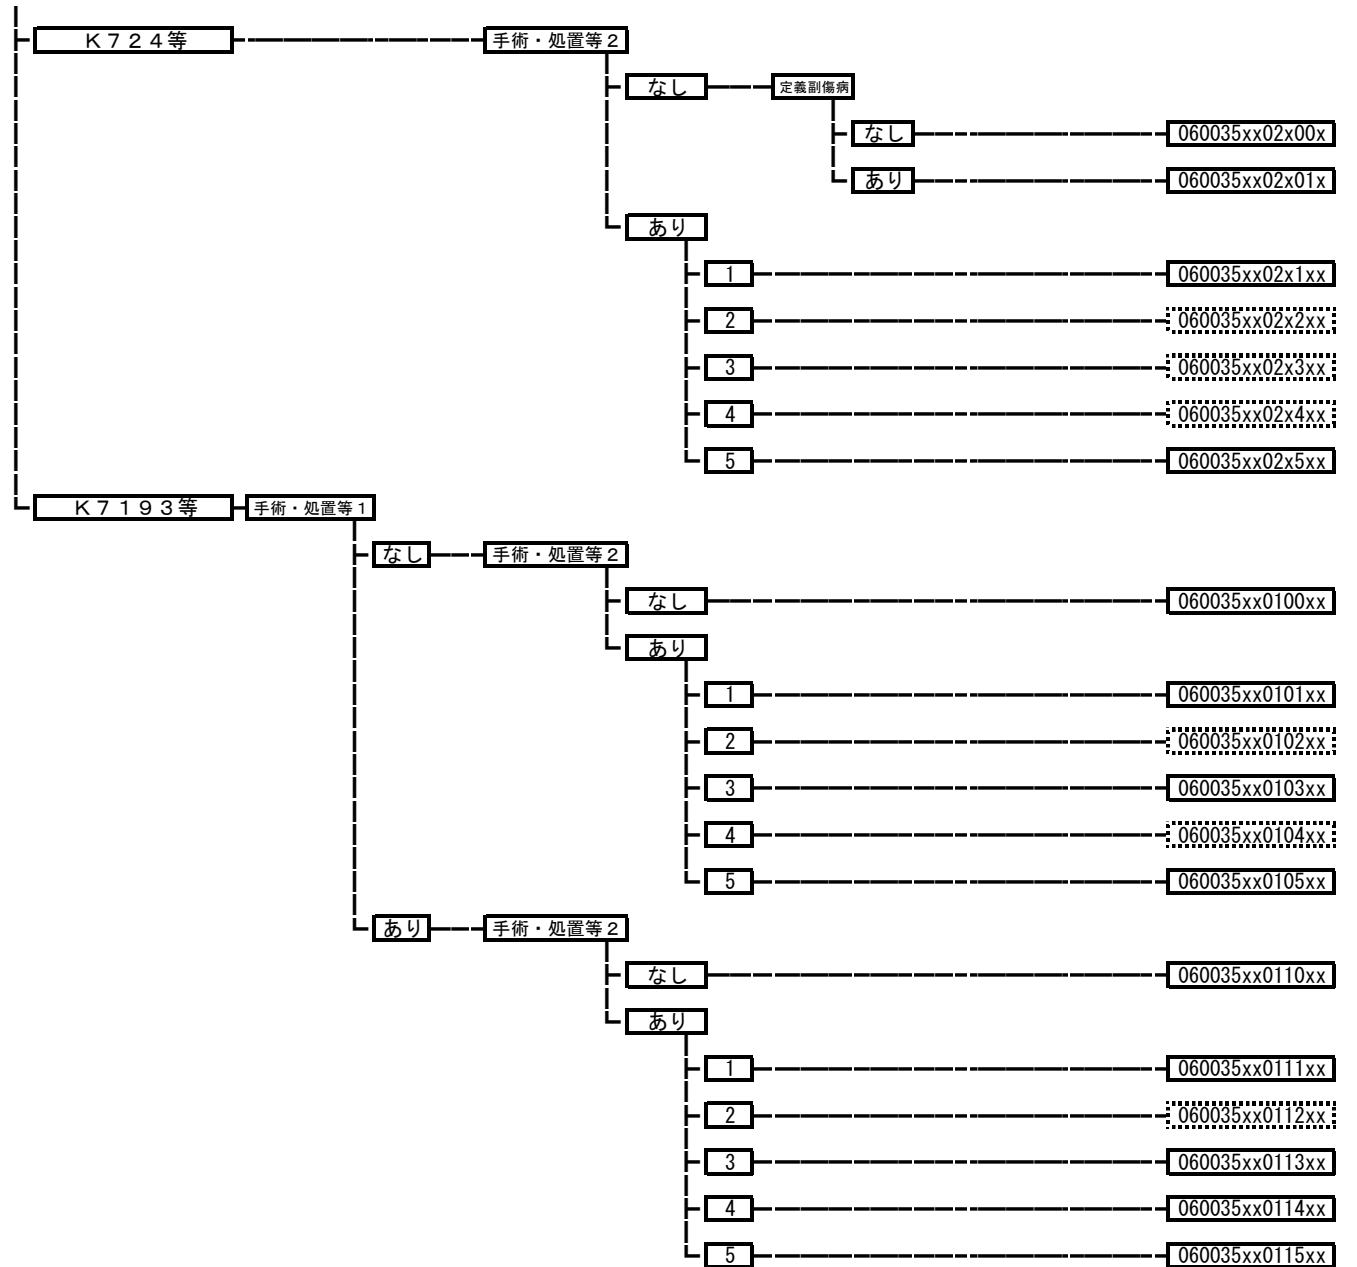 K724等 手術・処置等2
なし 定義副傷病
なし 060035xx02x00x
あり 060035xx02x01x
あり
1 060035xx02x1xx
2 060035xx02x2xx
3 060035xx02x3xx
4 060035xx02x4xx
5 060035xx02x5xx
K7193等 手術・処置等1
なし 手術・処置等2
なし 060035xx0100xx
あり
1 060035xx0101xx
2 060035xx0102xx
3 060035xx0103xx
4 060035xx0104xx
5 060035xx0105xx
あり 手術・処置等2
なし 060035xx0110xx
あり
1 060035xx0111xx
2 060035xx0112xx
3 060035xx0113xx
4 060035xx0114xx
5 060035xx0115xx